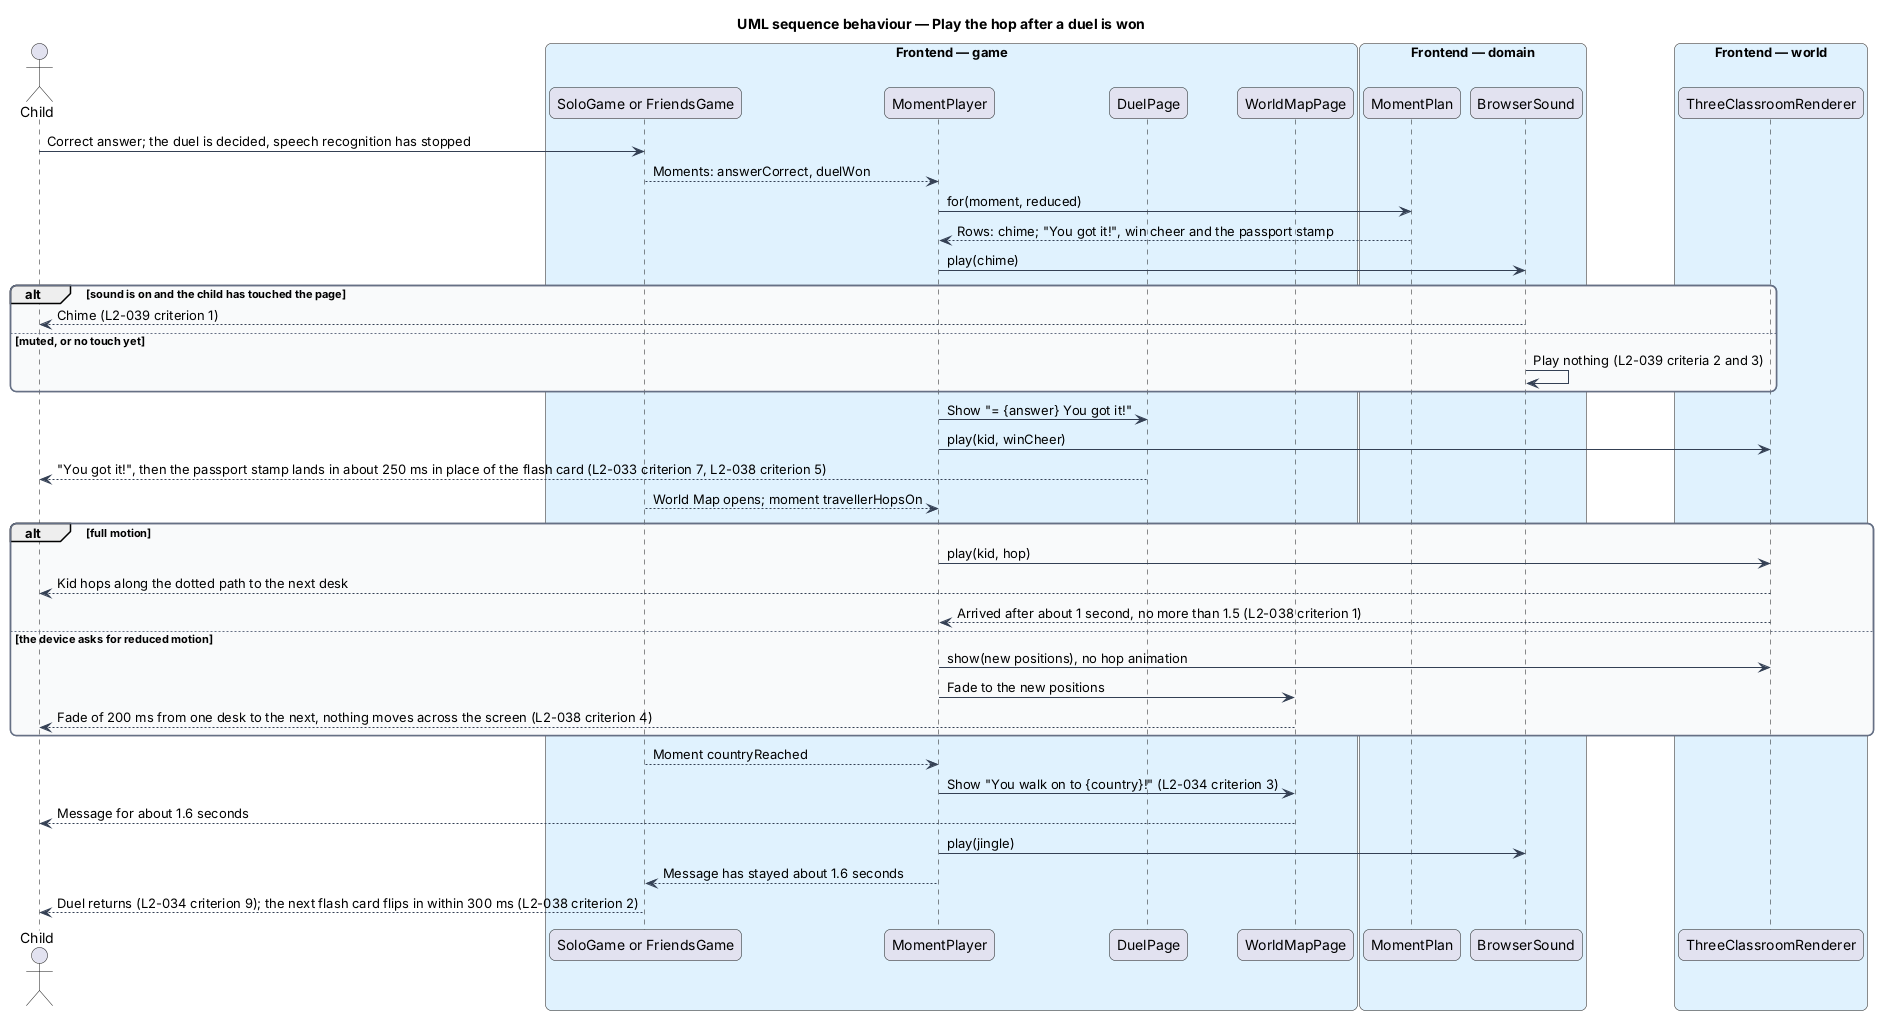 UML sequence behaviour — Play the hop after a duel is won
Frontend — game
Frontend — domain
Frontend — world
Child
SoloGame or FriendsGame
MomentPlayer
DuelPage
WorldMapPage
MomentPlan
BrowserSound
ThreeClassroomRenderer
Correct answer; the duel is decided, speech recognition has stopped
Moments: answerCorrect, duelWon
for(moment, reduced)
Rows: chime; "You got it!", win cheer and the passport stamp
play(chime)
alt [sound is on and the child has touched the page]
Chime (L2-039 criterion 1)
[muted, or no touch yet]
Play nothing (L2-039 criteria 2 and 3)
Show "= {answer} You got it!"
play(kid, winCheer)
"You got it!", then the passport stamp lands in about 250 ms in place of the flash card (L2-033 criterion 7, L2-038 criterion 5)
World Map opens; moment travellerHopsOn
alt [full motion]
play(kid, hop)
Kid hops along the dotted path to the next desk
Arrived after about 1 second, no more than 1.5 (L2-038 criterion 1)
[the device asks for reduced motion]
show(new positions), no hop animation
Fade to the new positions
Fade of 200 ms from one desk to the next, nothing moves across the screen (L2-038 criterion 4)
Moment countryReached
Show "You walk on to {country}!" (L2-034 criterion 3)
Message for about 1.6 seconds
play(jingle)
Message has stayed about 1.6 seconds
Duel returns (L2-034 criterion 9); the next flash card flips in within 300 ms (L2-038 criterion 2)
Child
SoloGame or FriendsGame
MomentPlayer
DuelPage
WorldMapPage
MomentPlan
BrowserSound
ThreeClassroomRenderer